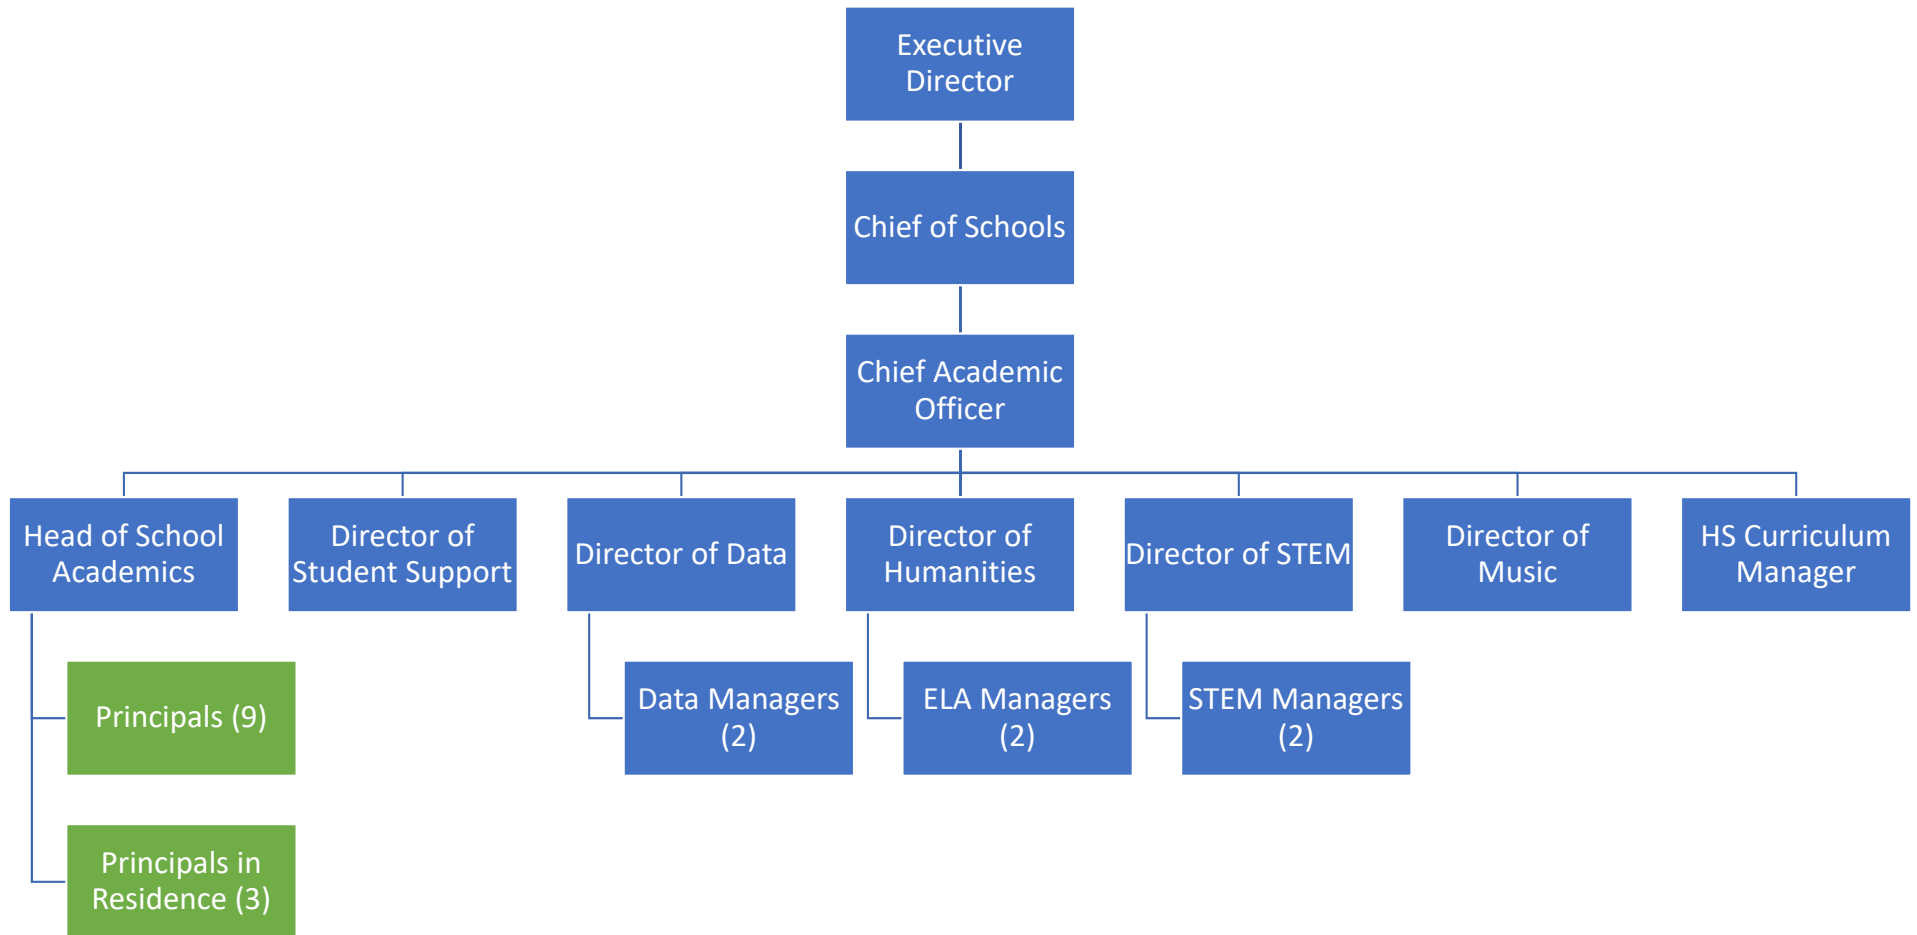 Executive
Director
Chief of Schools
Chief Academic
Officer
Head of School
Academics
Director of
Student Support
Director of Data
Director of
Humanities
Director of STEM
Director of
Music
HS Curriculum
Manager
Principals (9)
Data Managers
(2)
ELA Managers
(2)
STEM Managers
(2)
Principals in
Residence (3)